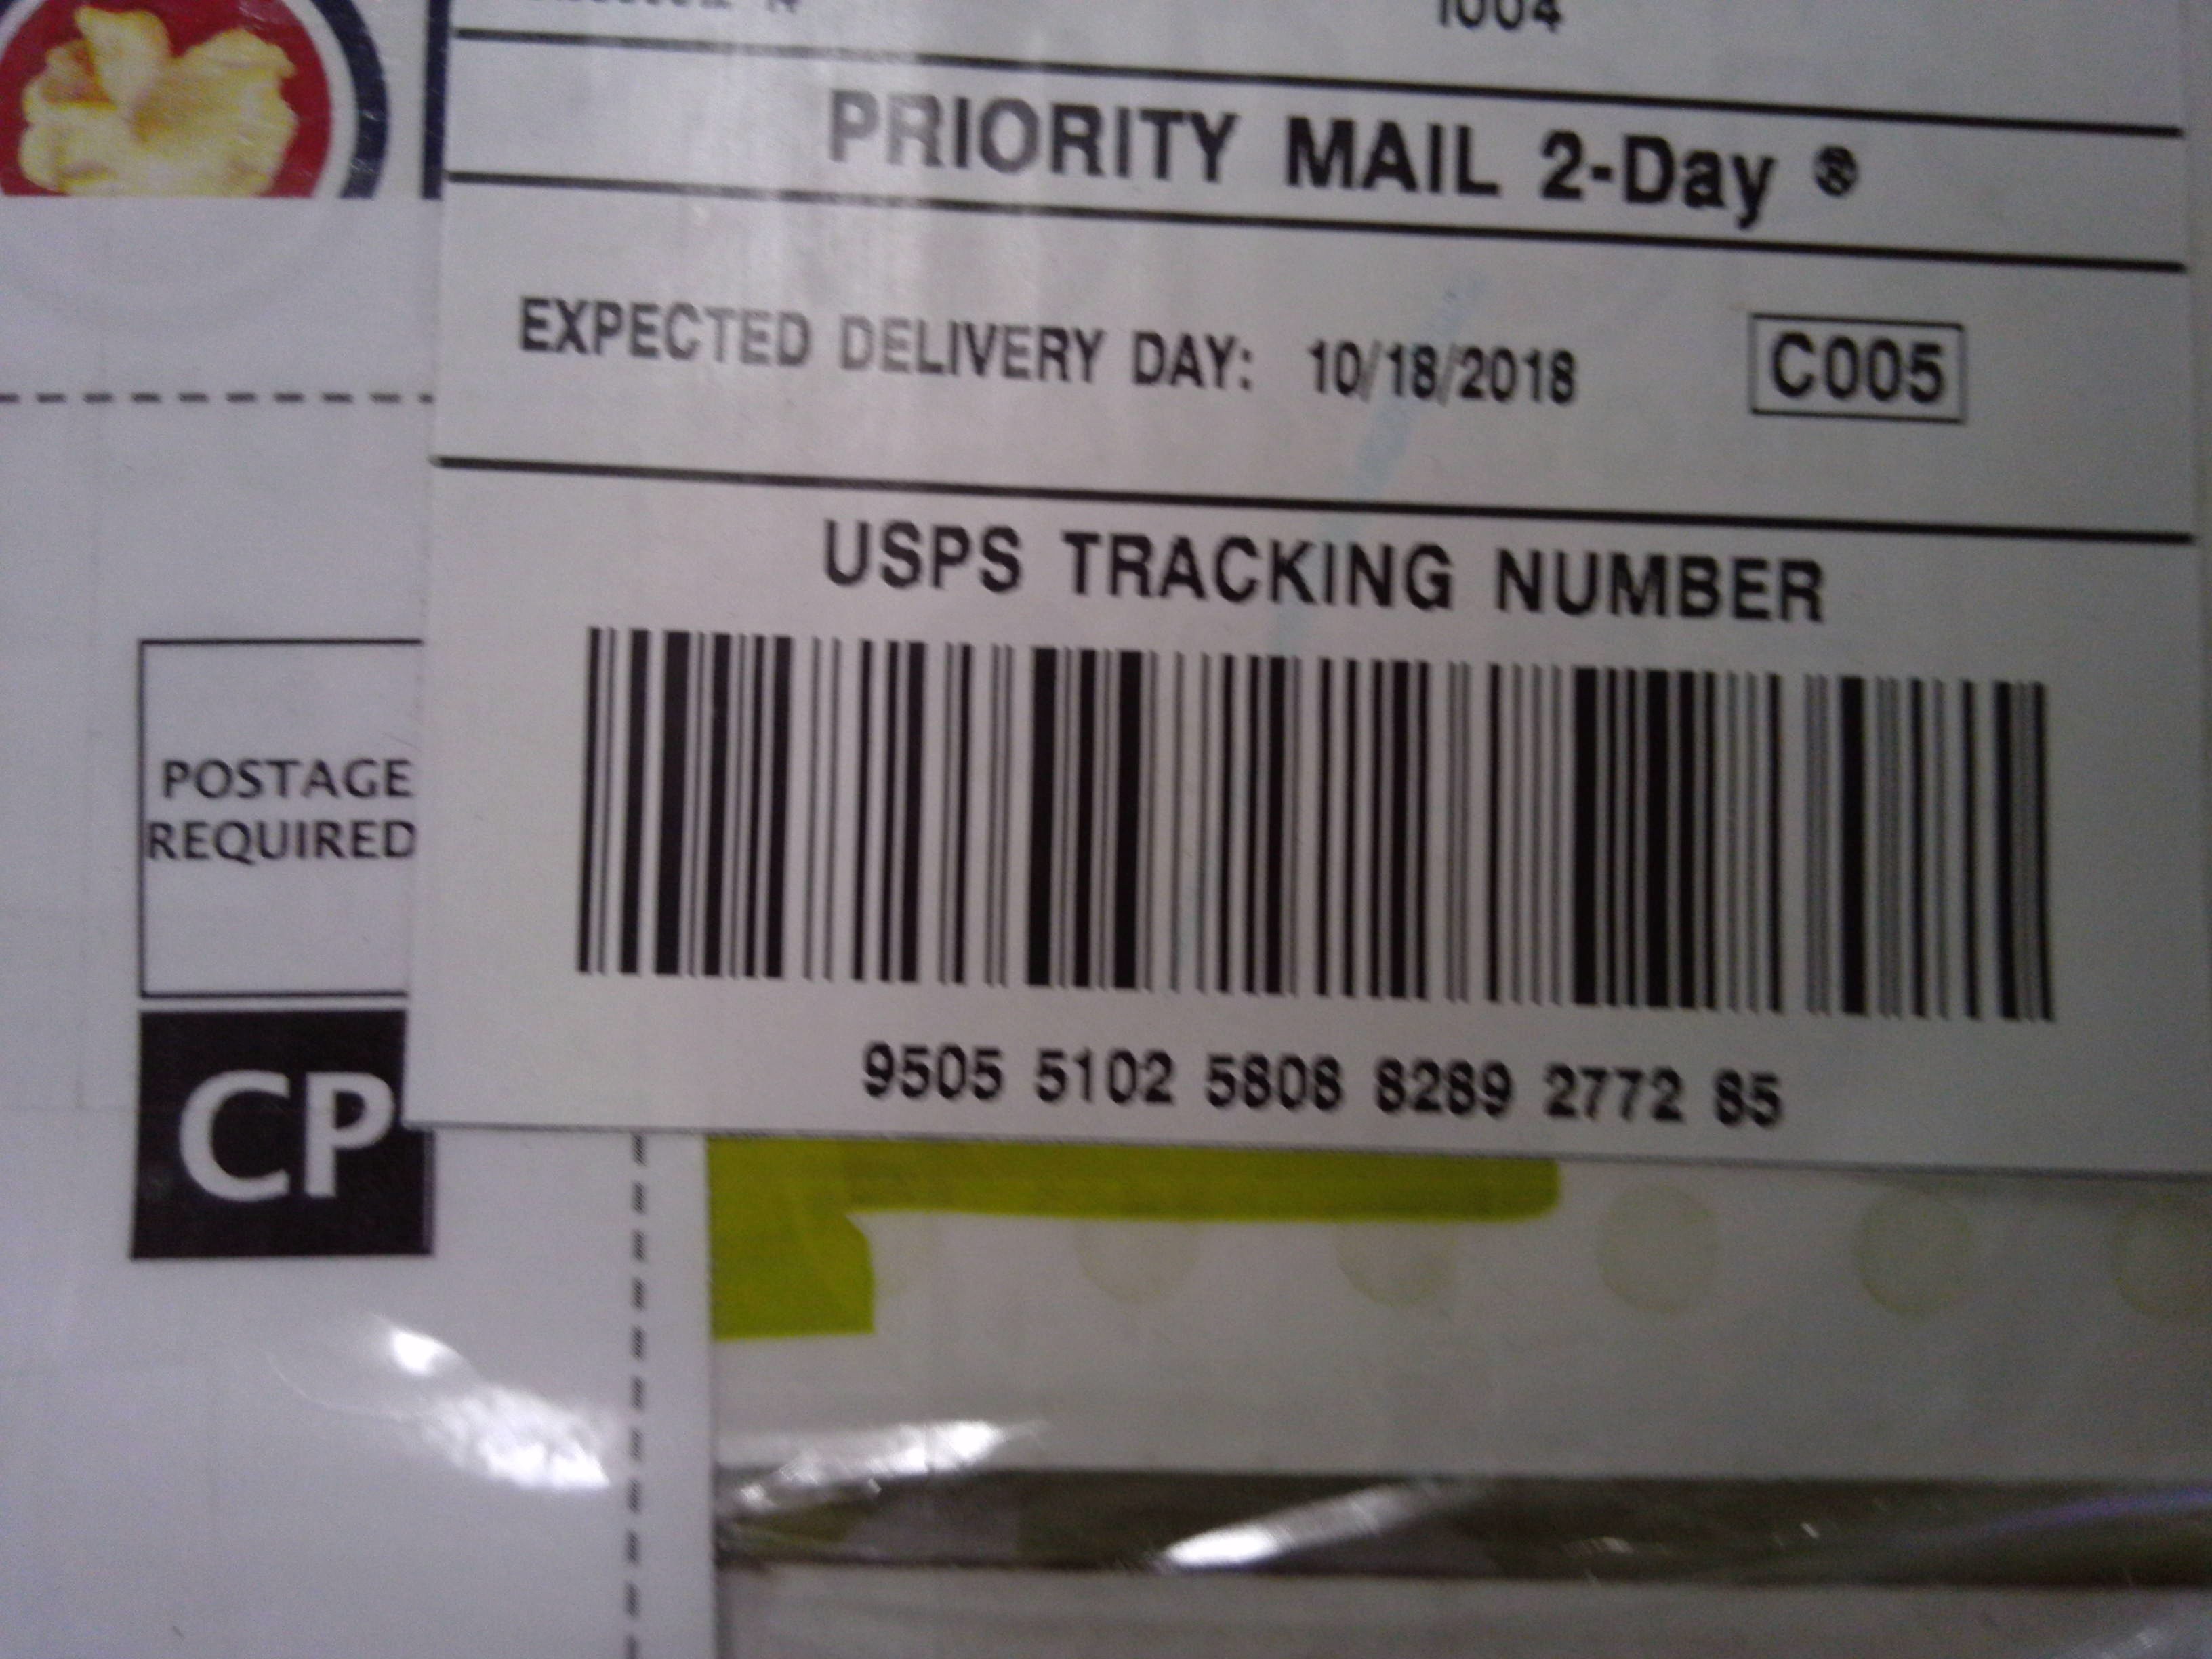 1004
PRIORITY MAIL 2-Day ®
EXPECTED DELIVERY DAY: 10/18/2018
C005
USPS TRACKING NUMBER
9505 5102 5808 8289 2772 85
POSTAGE
REQUIRED
CP